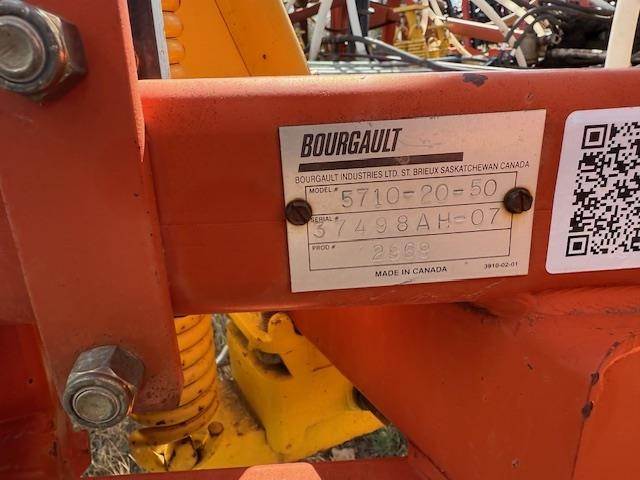 BOURGAULT
BOURGAULT INDUSTRIES LTD. ST. BRIEUX SASKATCHEWAN CANADA
MODEL # 5710-20-50
SERIAL # 37498AH-07
PROD #
MADE IN CANADA 3910-02-01